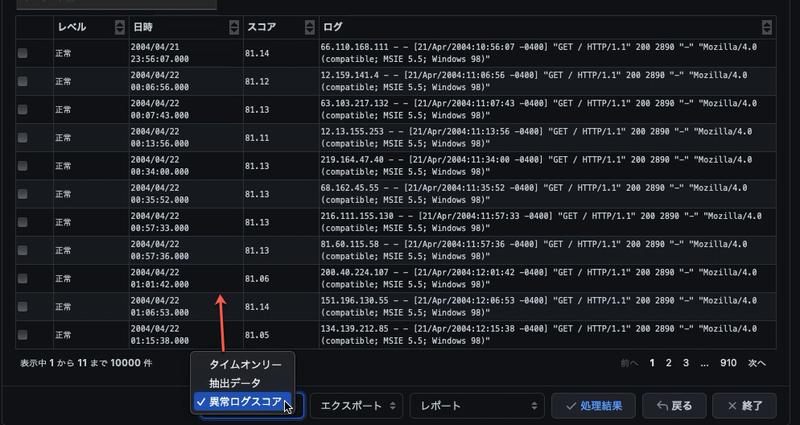 レベル 日時 スコア ログ
正常 2004/04/21 23:56:07.000 81.14 66.110.168.111 - - [21/Apr/2004:10:56:07 -0400] "GET / HTTP/1.1" 200 2890 "-" "Mozilla/4.0
(compatible; MSIE 5.5; Windows 98)"
正常 2004/04/22 00:06:56.000 81.12 12.159.141.4 - - [21/Apr/2004:11:06:56 -0400] "GET / HTTP/1.1" 200 2890 "-" "Mozilla/4.0
(compatible; MSIE 5.5; Windows 98)"
正常 2004/04/22 00:07:43.000 81.13 63.103.217.132 - - [21/Apr/2004:11:07:43 -0400] "GET / HTTP/1.1" 200 2890 "-" "Mozilla/4.0
(compatible; MSIE 5.5; Windows 98)"
正常 2004/04/22 00:13:56.000 81.11 12.13.155.253 - - [21/Apr/2004:11:13:56 -0400] "GET / HTTP/1.1" 200 2890 "-" "Mozilla/4.0
(compatible; MSIE 5.5; Windows 98)"
正常 2004/04/22 00:34:00.000 81.13 219.164.47.40 - - [21/Apr/2004:11:34:00 -0400] "GET / HTTP/1.1" 200 2890 "-" "Mozilla/4.0
(compatible; MSIE 5.5; Windows 98)"
正常 2004/04/22 00:35:52.000 81.13 68.162.45.55 - - [21/Apr/2004:11:35:52 -0400] "GET / HTTP/1.1" 200 2890 "-" "Mozilla/4.0
(compatible; MSIE 5.5; Windows 98)"
正常 2004/04/22 00:57:33.000 81.13 216.111.155.130 - - [21/Apr/2004:11:57:33 -0400] "GET / HTTP/1.1" 200 2890 "-" "Mozilla/4.0
(compatible; MSIE 5.5; Windows 98)"
正常 2004/04/22 00:57:36.000 81.13 81.60.115.58 - - [21/Apr/2004:11:57:36 -0400] "GET / HTTP/1.1" 200 2890 "-" "Mozilla/4.0
(compatible; MSIE 5.5; Windows 98)"
正常 2004/04/22 01:01:42.000 81.06 200.40.224.107 - - [21/Apr/2004:12:01:42 -0400] "GET / HTTP/1.1" 200 2890 "-" "Mozilla/4.0
(compatible; MSIE 5.5; Windows 98)"
正常 2004/04/22 01:06:53.000 81.14 151.196.130.55 - - [21/Apr/2004:12:06:53 -0400] "GET / HTTP/1.1" 200 2890 "-" "Mozilla/4.0
(compatible; MSIE 5.5; Windows 98)"
正常 2004/04/22 01:15:38.000 81.05 134.139.212.85 - - [21/Apr/2004:12:15:38 -0400] "GET / HTTP/1.1" 200 2890 "-" "Mozilla/4.0
(compatible; MSIE 5.5; Windows 98)"
表示中 1 から 11 まで 10000 件 前へ 1 2 3 ... 910 次へ
タイムオンリー
抽出データ
✓ 異常ログスコア
エクスポート レポート ✓ 処理結果 戻る × 終了